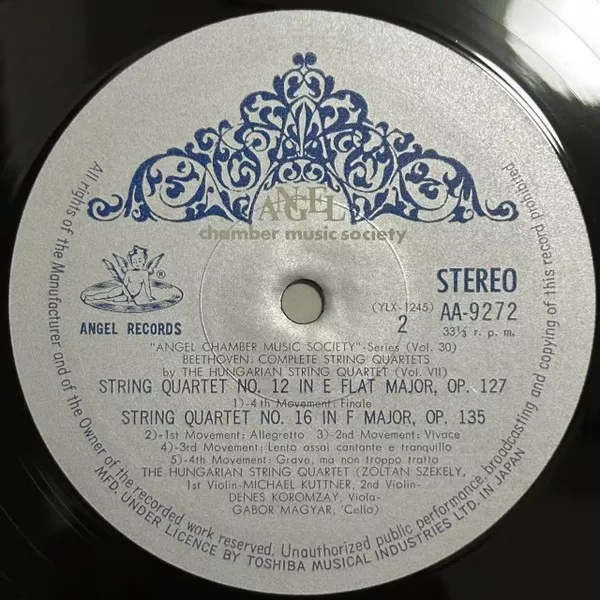 ANGEL
chamber music society
ANGEL RECORDS
STEREO
(YLX-1245)
2
AA-9272
33⅓ r. p. m.
"ANGEL CHAMBER MUSIC SOCIETY"-Series (Vol. 30)
BEETHOVEN: COMPLETE STRING QUARTETS
by THE HUNGARIAN STRING QUARTET (Vol. VII)
STRING QUARTET NO. 12 IN E FLAT MAJOR, OP. 127
1)-4th Movement: Finale
STRING QUARTET NO. 16 IN F MAJOR, OP. 135
2)-1st Movement: Allegretto 3)-2nd Movement: Vivace
4)-3rd Movement: Lento assai cantante e tranquillo
5)-4th Movement: Grave, ma non troppo tratto
THE HUNGARIAN STRING QUARTET (ZOLTAN SZEKELY,
1st Violin-MICHAEL KUTTNER, 2nd Violin-
DENES KOROMZAY, Viola-
GABOR MAGYAR, 'Cello)
All rights of the Manufacturer and of the Owner of the recorded work reserved. Unauthorized public performance, broadcasting and copying of this record prohibited
MFD. UNDER LICENCE BY TOSHIBA MUSICAL INDUSTRIES LTD. IN JAPAN